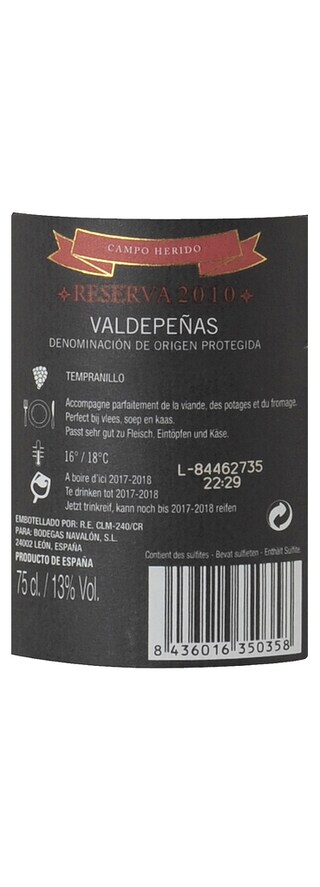 CAMPO HERIDO
RESERVA 2010
VALDEPEÑAS
DENOMINACIÓN DE ORIGEN PROTEGIDA
TEMPRANILLO
Accompagne parfaitement de la viande, des potages et du fromage.
Perfect bij vlees, soep en kaas.
Passt sehr gut zu Fleisch, Eintöpfen und Käse.
16° / 18°C
L-84462735
22:29
A boire d'ici 2017-2018
Te drinken tot 2017-2018
Jetzt trinkreif, kann noch bis 2017-2018 reifen
EMBOTELLADO POR: R.E. CLM-240/CR
PARA: BODEGAS NAVALÓN, S.L.
24002 LEÓN, ESPAÑA
PRODUCTO DE ESPAÑA
Contient des sulfites - Bevat sulfieten - Enthält Sulfite
75 cl. / 13% Vol.
8 436016 350358